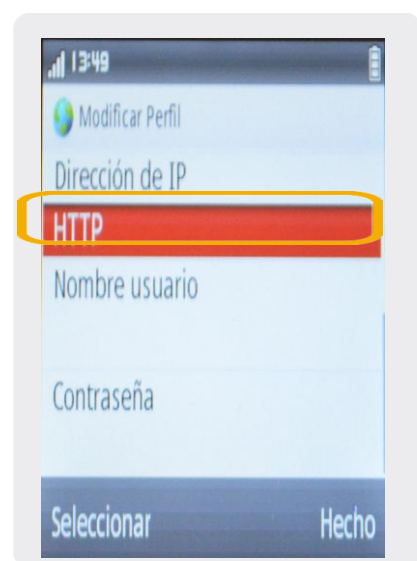 13:49
Modificar Perfil
Dirección de IP
HTTP
Nombre usuario
Contraseña
Seleccionar Hecho